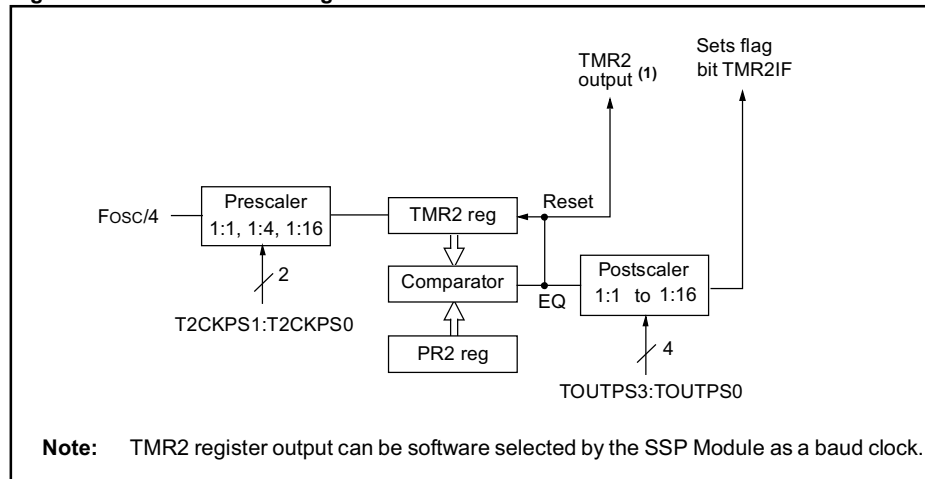 TMR2
output (1)
Sets flag
bit TMR2IF
Reset
Prescaler
1:1, 1:4, 1:16
FOSC/4
TMR2 reg
2
Comparator
EQ
Postscaler
1:1 to 1:16
T2CKPS1:T2CKPS0
PR2 reg
4
TOUTPS3:TOUTPS0
Note: TMR2 register output can be software selected by the SSP Module as a baud clock.